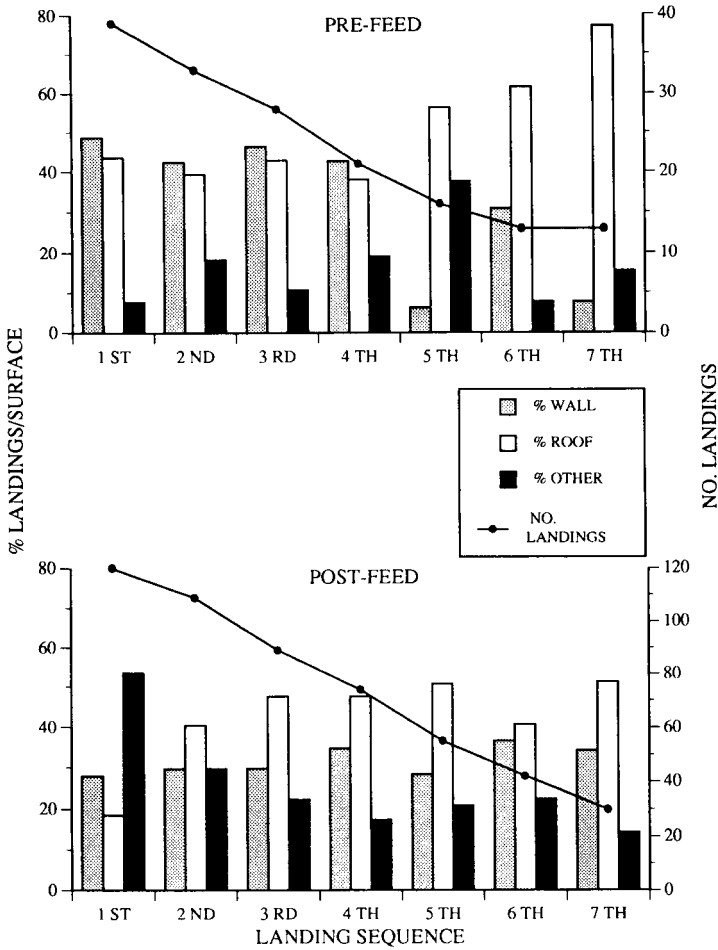 PRE-FEED
80
60
40
20
0
40
30
20
10
0
1 ST 2 ND 3 RD 4 TH 5 TH 6 TH 7 TH
% LANDINGS/SURFACE
NO. LANDINGS
% WALL
% ROOF
% OTHER
NO.
LANDINGS
POST-FEED
80
60
40
20
0
120
100
80
60
40
20
0
1 ST 2 ND 3 RD 4 TH 5 TH 6 TH 7 TH
LANDING SEQUENCE